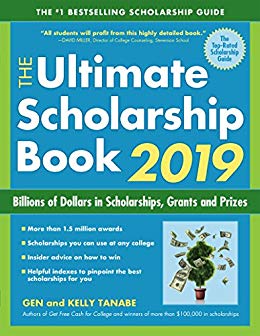 THE #1 BESTSELLING SCHOLARSHIP GUIDE
"All students will profit from this highly detailed book."
—DAVID MILLER, Director of College Counseling, Stevenson School
The
Top-Rated
Scholarship
Guide
THE Ultimate
Scholarship
Book 2019
Billions of Dollars in Scholarships, Grants and Prizes
More than 1.5 million awards
Scholarships you can use at any college
Insider advice on how to win
Helpful indexes to pinpoint the best scholarships for you
GEN and KELLY TANABE
Authors of Get Free Cash for College and winners of more than $100,000 in scholarships